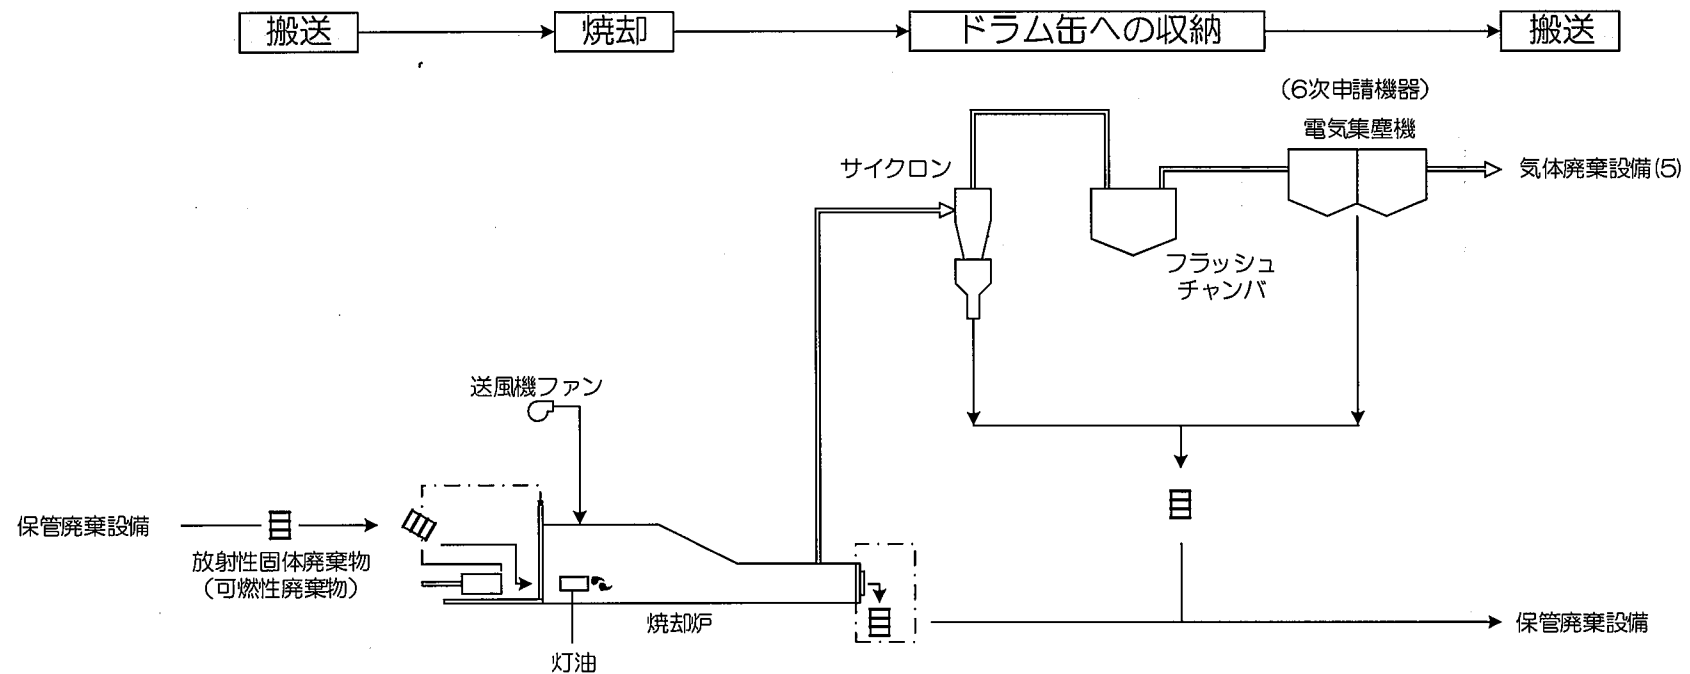 搬送
焼却
ドラム缶への収納
搬送
(6次申請機器)
電気集塵機
サイクロン
気体廃棄設備(5)
フラッシュ
チャンバ
送風機ファン
保管廃棄設備
放射性固体廃棄物
(可燃性廃棄物)
焼却炉
保管廃棄設備
灯油